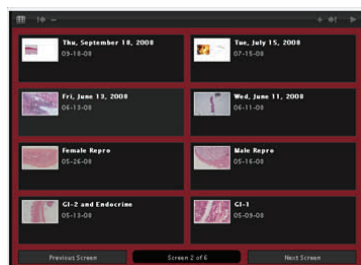 Thu, September 18, 2008
09-18-08
Tue, July 15, 2008
07-15-08
Fri, June 13, 2008
06-13-08
Wed, June 11, 2008
06-11-08
Female Repro
05-26-08
Male Repro
05-16-08
GI-2 and Endocrine
05-13-08
GI-1
05-09-08
Previous Screen
Screen 2 of 6
Next Screen